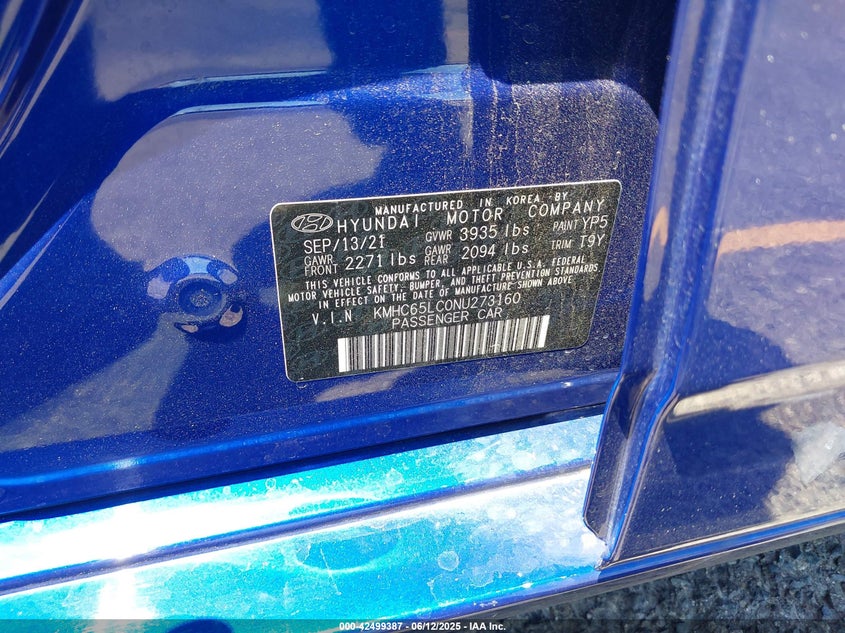 MANUFACTURED IN KOREA BY
HYUNDAI MOTOR COMPANY
SEP/13/21 GVWR 3935 lbs PAINT YP5
GAWR FRONT 2271 lbs GAWR REAR 2094 lbs TRIM T9Y
THIS VEHICLE CONFORMS TO ALL APPLICABLE U.S.A. FEDERAL
MOTOR VEHICLE SAFETY, BUMPER, AND THEFT PREVENTION STANDARDS
IN EFFECT ON THE DATE OF MANUFACTURE SHOWN ABOVE
V.I.N KMHC65LC0NU273160
PASSENGER CAR
000-42499387 - 06/12/2025 - IAA Inc.